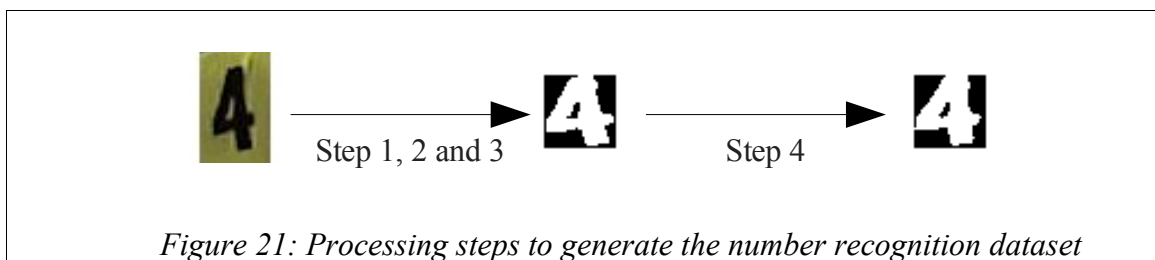 4 4 4
Step 1, 2 and 3 Step 4
Figure 21: Processing steps to generate the number recognition dataset